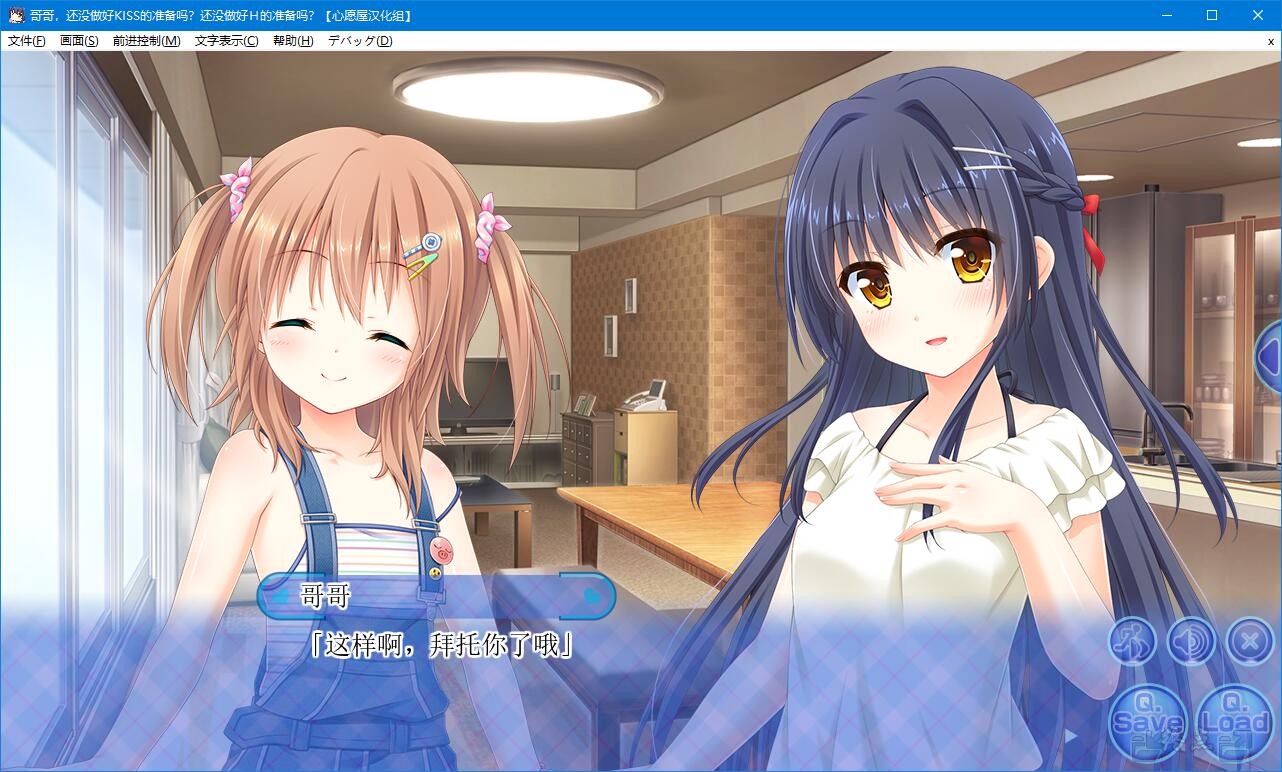 哥哥，还没做好KISS的准备吗？还没做好H的准备吗？【心愿屋汉化组】
文件(F) 画面(S) 前进控制(M) 文字表示(C) 帮助(H) デバッグ(D) x
哥哥
「这样啊，拜托你了哦」
Q. Save Q. Load